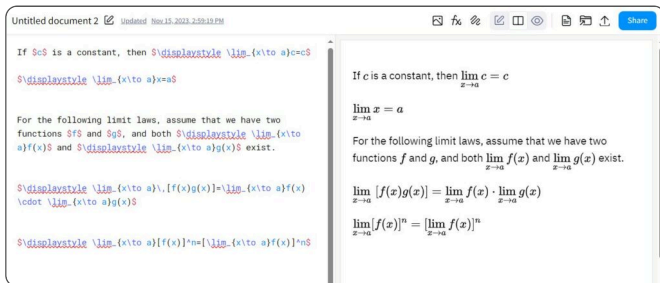 Untitled document 2 Updated Nov 15, 2023, 2:59:19 PM Share
If $c$ is a constant, then $\displaystyle \lim_{x\to a}c=c$
$\displaystyle \lim_{x\to a}x=a$
For the following limit laws, assume that we have two
functions $f$ and $g$, and both $\displaystyle \lim_{x\to
a}f(x)$ and $\displaystyle \lim_{x\to a}g(x)$ exist.
$\displaystyle \lim_{x\to a}\,[f(x)g(x)]=\lim_{x\to a}f(x)
\cdot \lim_{x\to a}g(x)$
$\displaystyle \lim_{x\to a}[f(x)]^n=[\lim_{x\to a}f(x)]^n$
If c is a constant, then lim x→a c = c
lim x→a x = a
For the following limit laws, assume that we have two
functions f and g, and both lim x→a f(x) and lim x→a g(x) exist.
lim x→a [f(x)g(x)] = lim x→a f(x) · lim x→a g(x)
lim x→a [f(x)]ⁿ = [lim x→a f(x)]ⁿ